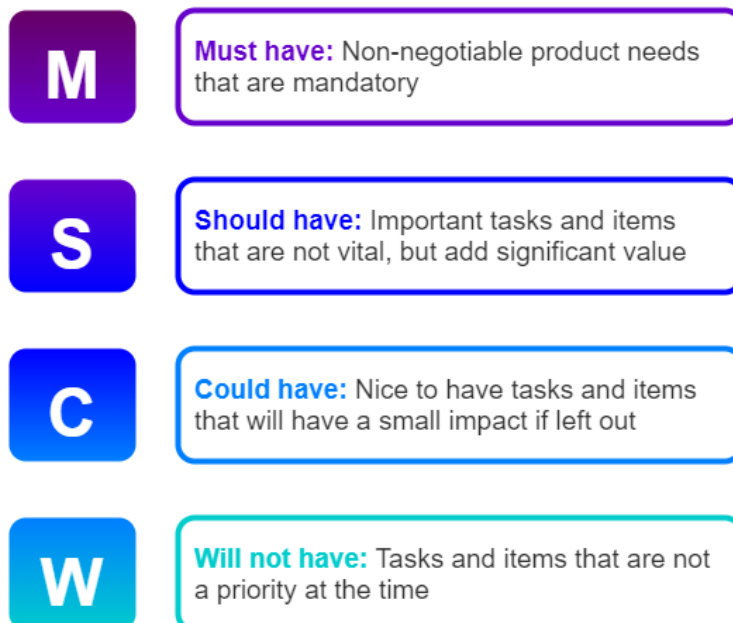 M
Must have: Non-negotiable product needs
that are mandatory
S
Should have: Important tasks and items
that are not vital, but add significant value
C
Could have: Nice to have tasks and items
that will have a small impact if left out
W
Will not have: Tasks and items that are not
a priority at the time